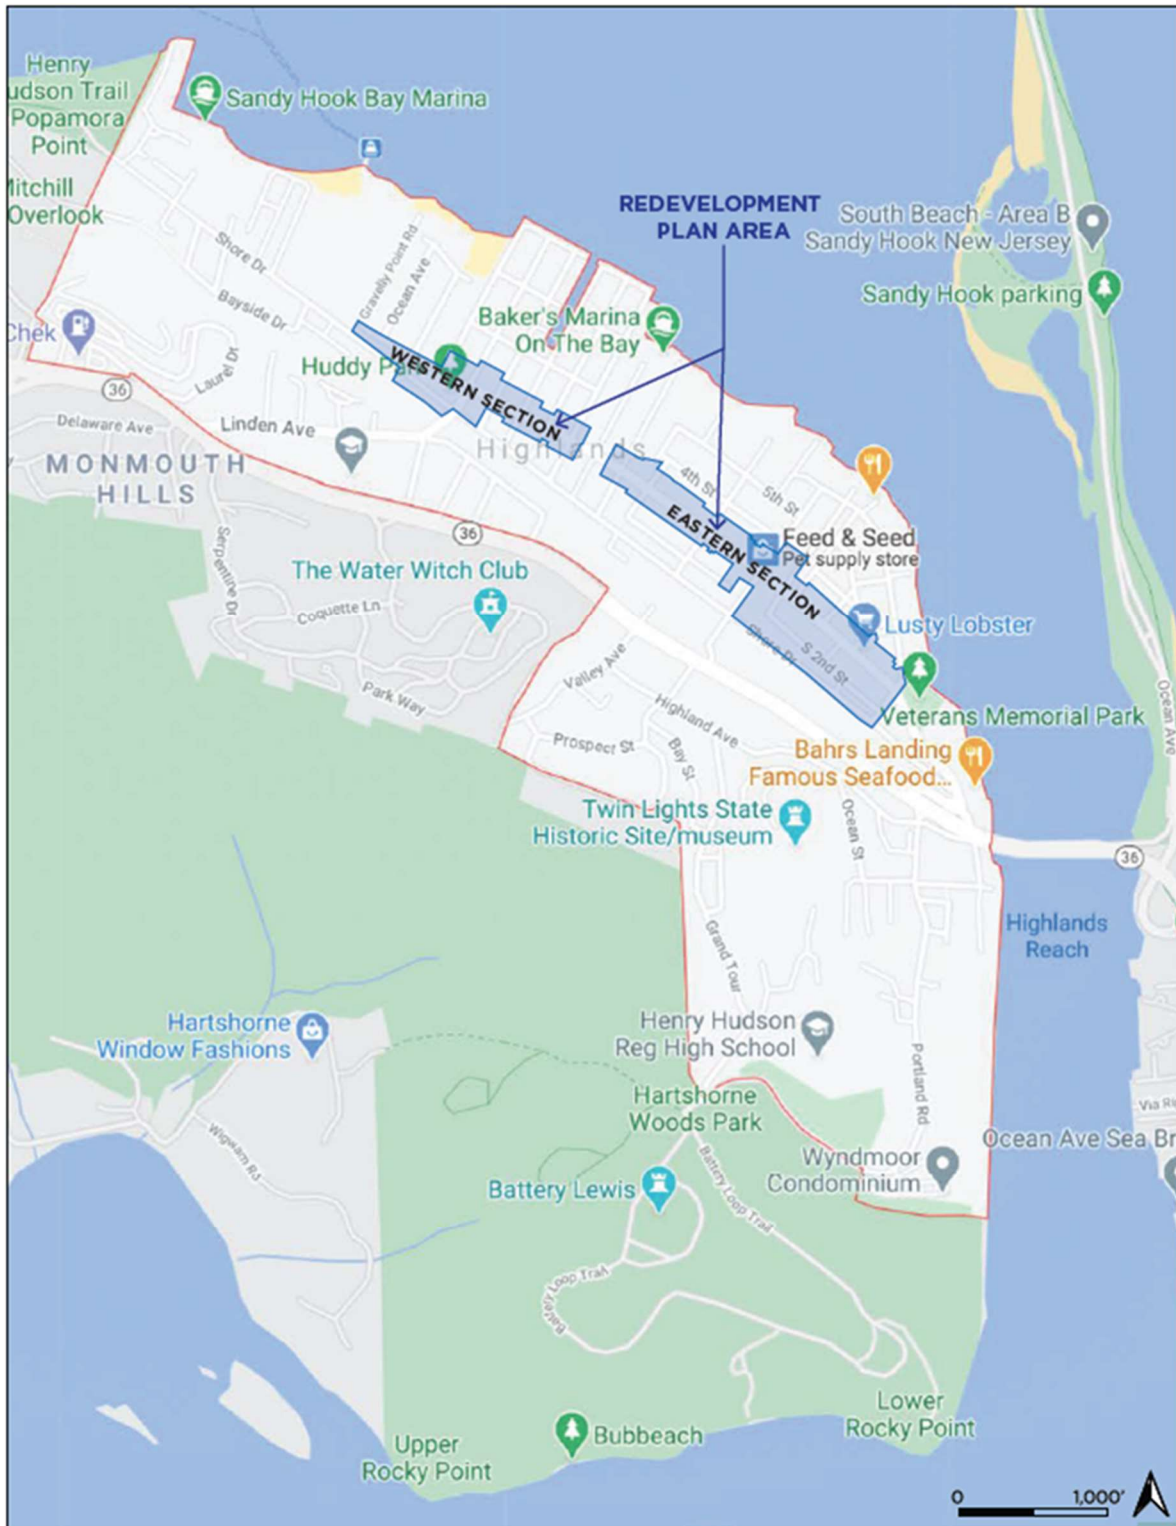 Henry
udson Trail
Popamora
Point
Mitchill
Overlook
Sandy Hook Bay Marina
REDEVELOPMENT
PLAN AREA
South Beach - Area B
Sandy Hook New Jersey
Sandy Hook parking
Shore Dr
Gravelly Point Rd
Ocean Ave
Bayside Dr
Baker's Marina
On The Bay
Chek
Huddy Pa
WESTERN SECTION
Laurel Dr
36
Delaware Ave
Linden Ave
Highlands
MONMOUTH
HILLS
4th St
5th St
EASTERN SECTION
36
Feed & Seed
Pet supply store
Serpentine Dr
The Water Witch Club
Coquette Ln
Lusty Lobster
Shore Dr
S 2nd St
Valley Ave
Park Way
Highland Ave
Veterans Memorial Park
Ocean Ave
Prospect St
Bay St
Bahrs Landing
Famous Seafood...
Twin Lights State
Historic Site/museum
Ocean St
36
Highlands
Reach
Grand Tour
Hartshorne
Window Fashions
Henry Hudson
Reg High School
Portland Rd
Hartshorne
Woods Park
Via Ri
Ocean Ave Sea Br
Wigwam Rd
Wyndmoor
Condominium
Battery Lewis
Battery Loop Trail
Battery Loop Trail
Lower
Rocky Point
Bubbeach
Upper
Rocky Point
0
1,000'